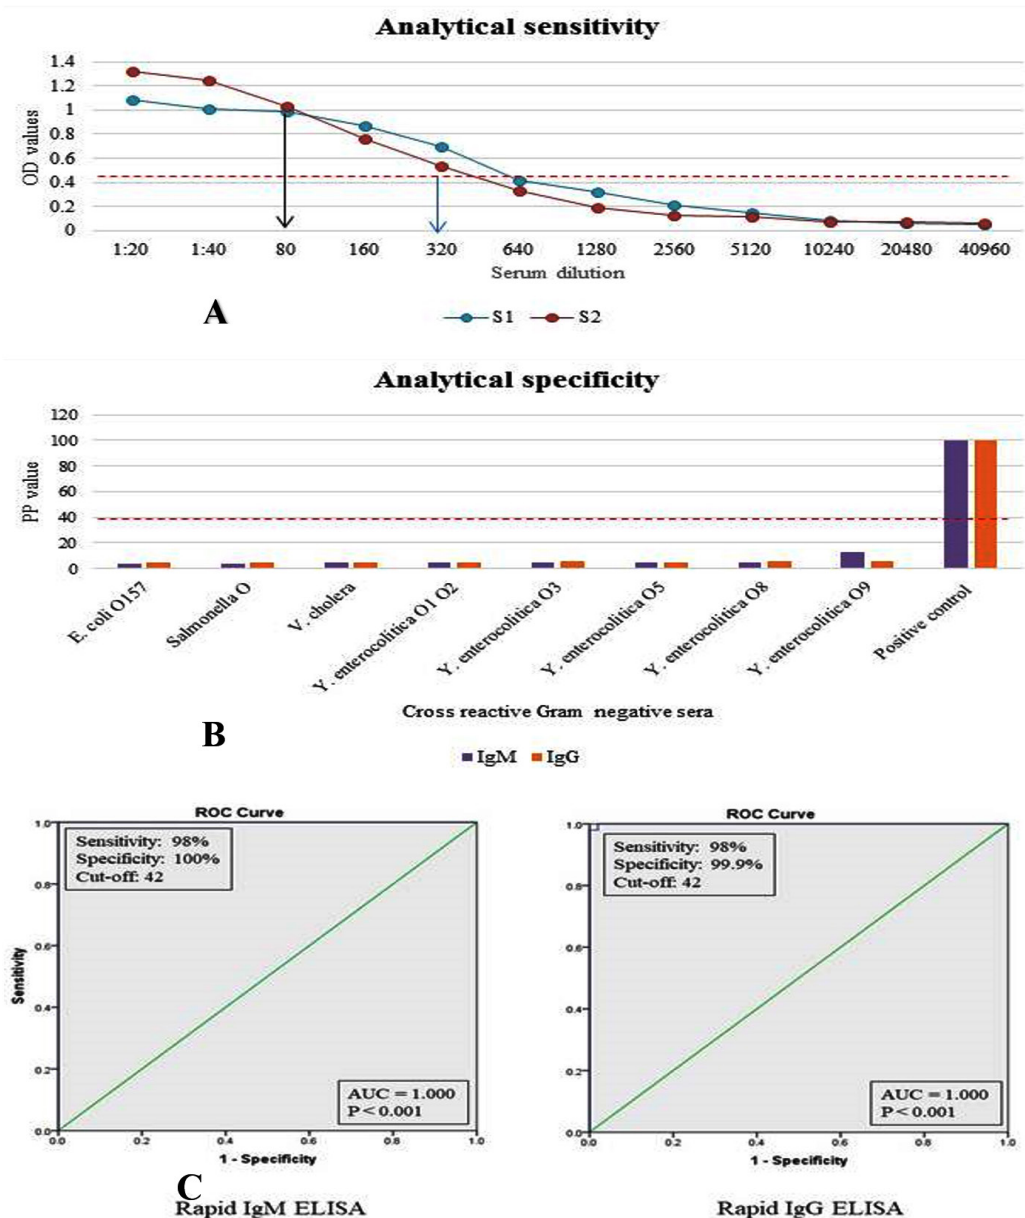 Analytical sensitivity
1.4
1.2
1
0.8
0.6
0.4
0.2
0
OD values
1:20 1:40 80 160 320 640 1280 2560 5120 10240 20480 40960
Serum dilution
A
S1 S2
Analytical specificity
120
100
80
60
40
20
0
PP value
E. coli O157
Salmonella O
V. cholera
Y. enterocolitica O1 O2
Y. enterocolitica O3
Y. enterocolitica O5
Y. enterocolitica O8
Y. enterocolitica O9
Positive control
Cross reactive Gram negative sera
B
IgM IgG
ROC Curve
Sensitivity: 98%
Specificity: 100%
Cut-off: 42
1.0
0.8
0.6
0.4
0.2
0.0
Sensitivity
AUC = 1.000
P < 0.001
0.0 0.2 0.4 0.6 0.8 1.0
1 - Specificity
C
Rapid IgM ELISA
ROC Curve
Sensitivity: 98%
Specificity: 99.9%
Cut-off: 42
1.0
0.8
0.6
0.4
0.2
0.0
AUC = 1.000
P < 0.001
0.0 0.2 0.4 0.6 0.8 1.0
1 - Specificity
Rapid IgG ELISA